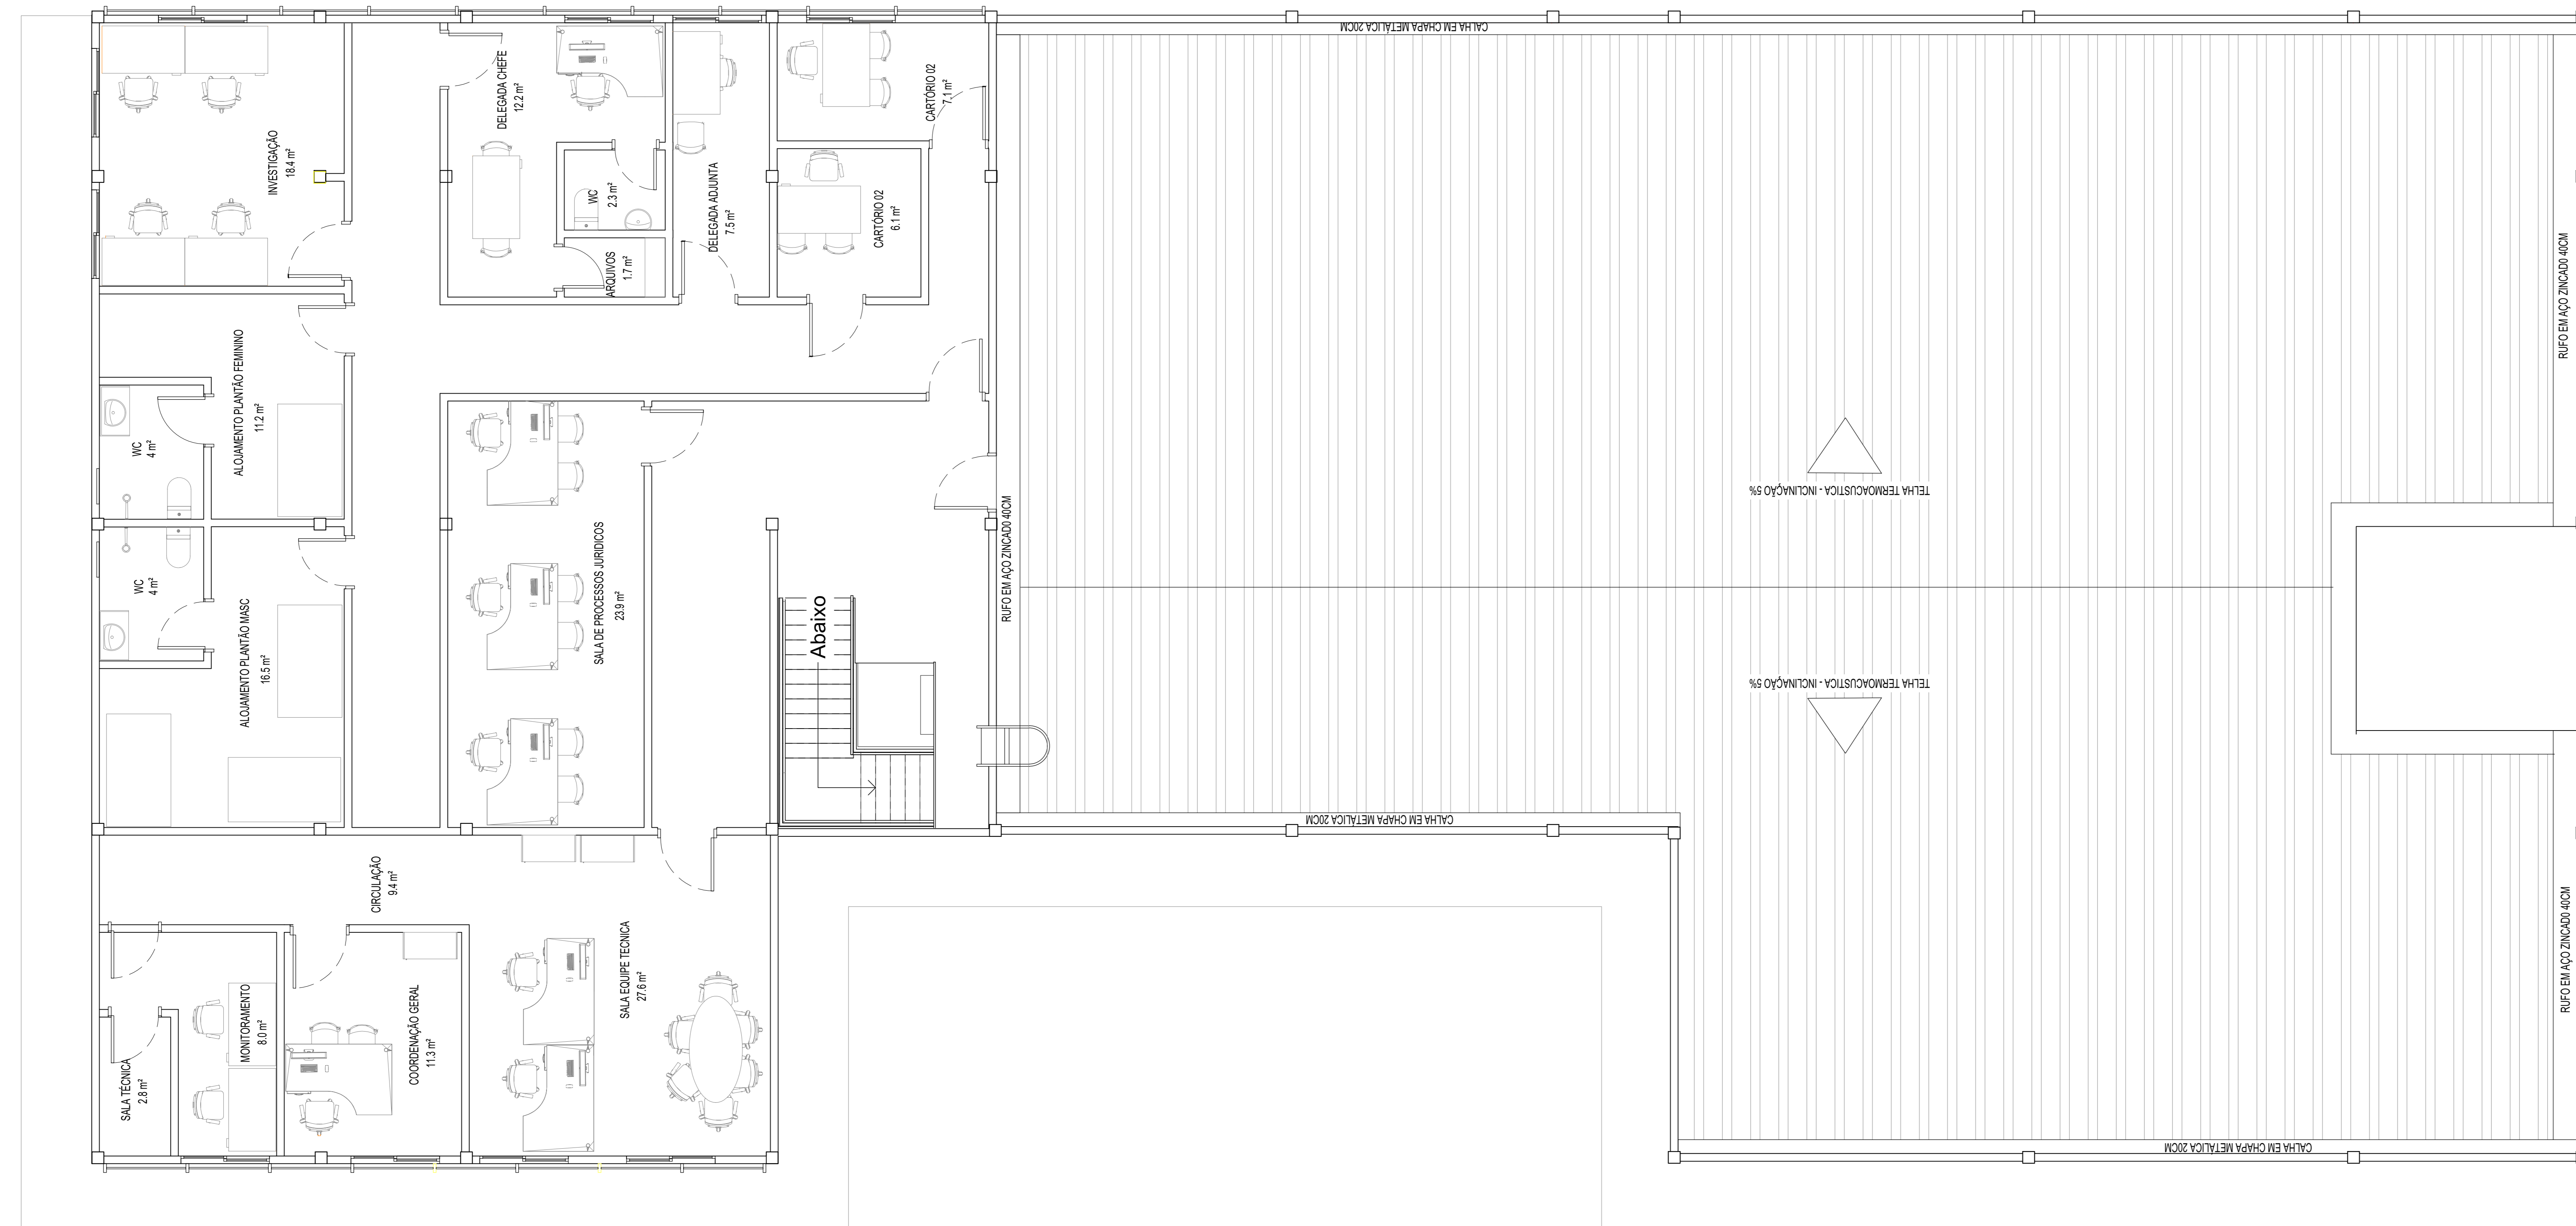 CALHA EM CHAPA METÁLICA 20CM
INVESTIGAÇÃO
18.4 m²
DELEGADA CHEFE
12.2 m²
CARTÓRIO 02
7.1 m²
WC
2.3 m²
DELEGADA ADJUNTA
7.5 m²
CARTÓRIO 02
6.1 m²
ARQUIVOS
1.7 m²
RUFO EM AÇO ZINCAD0 40CM
ALOJAMENTO PLANTÃO FEMININO
11.2 m²
WC
4 m²
TELHA TERMOACUSTICA - INCLINAÇÃO 5%
RUFO EM AÇO ZINCAD0 40CM
SALA DE PROCESSOS JURIDICOS
23.9 m²
WC
4 m²
ALOJAMENTO PLANTÃO MASC
16.5 m²
Abaixo
TELHA TERMOACUSTICA - INCLINAÇÃO 5%
CALHA EM CHAPA METÁLICA 20CM
CIRCULAÇÃO
9.4 m²
SALA EQUIPE TECNICA
27.6 m²
RUFO EM AÇO ZINCAD0 40CM
MONITORAMENTO
8.0 m²
COORDENAÇÃO GERAL
11.3 m²
SALA TÉCNICA
2.8 m²
CALHA EM CHAPA METÁLICA 20CM